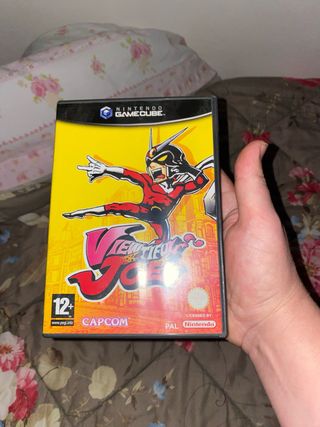 NINTENDO
GAMECUBE
VIEWTIFUL
JOE
12+
www.pegi.info
CAPCOM
PAL
LICENSED BY
Nintendo